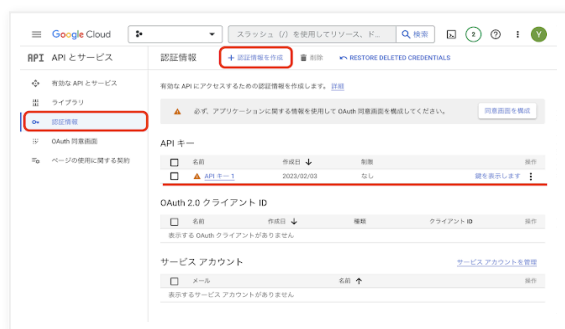 Google Cloud
スラッシュ（/）を使用してリソース、ド...
検索
2
Y
API API とサービス
認証情報
+ 認証情報を作成
削除
RESTORE DELETED CREDENTIALS
有効な API とサービス
ライブラリ
認証情報
OAuth 同意画面
ページの使用に関する契約
有効な API にアクセスするための認証情報を作成します。 詳細
必ず、アプリケーションに関する情報を使用して OAuth 同意画面を構成してください。
同意画面を構成
API キー
名前 作成日 制限 操作
API キー 1 2023/02/03 なし 鍵を表示します
OAuth 2.0 クライアント ID
名前 作成日 種類 クライアント ID 操作
表示する OAuth クライアントがありません
サービス アカウント
サービス アカウントを管理
メール 名前 操作
表示するサービス アカウントがありません